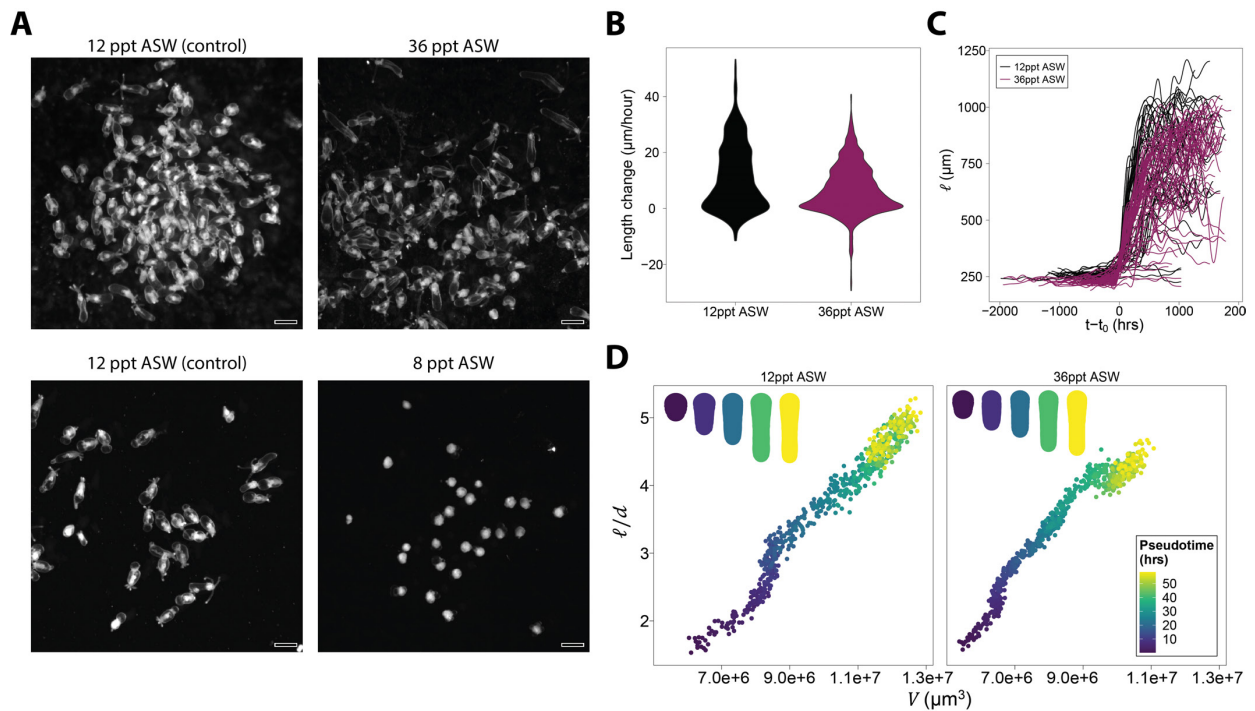 A
12 ppt ASW (control)
36 ppt ASW
12 ppt ASW (control)
8 ppt ASW
B
Length change (µm/hour)
40
20
0
−20
12ppt ASW
36ppt ASW
C
12ppt ASW
36ppt ASW
ℓ (µm)
1250
1000
750
500
250
−2000 −1000 0 1000 200
t−t₀ (hrs)
D
12ppt ASW
36ppt ASW
ℓ/d
5
4
3
2
7.0e+6 9.0e+6 1.1e+7 1.3e+7
7.0e+6 9.0e+6 1.1e+7 1.3e+7
V (µm³)
Pseudotime
(hrs)
50
40
30
20
10